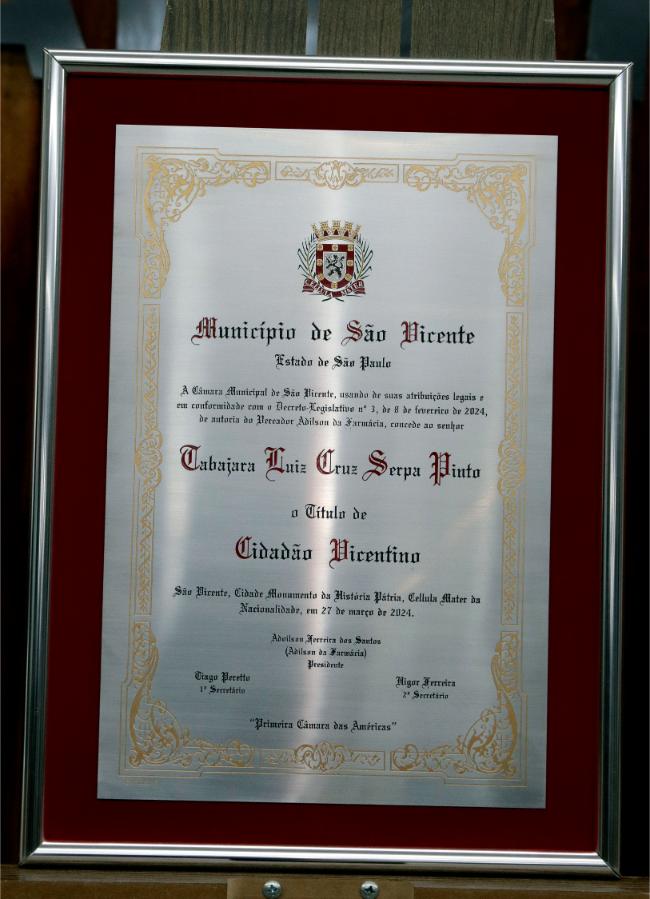 CELLULA MATER
Município de São Vicente
Estado de São Paulo
A Câmara Municipal de São Vicente, usando de suas atribuições legais e
em conformidade com o Decreto-Legislativo nº 3, de 8 de fevereiro de 2024,
de autoria do Vereador Adilson da Farmácia, concede ao senhor
Tabajara Luiz Cruz Serpa Pinto
o Título de
Cidadão Vicentino
São Vicente, Cidade Monumento da História Pátria, Cellula Mater da
Nacionalidade, em 27 de março de 2024.
Adnilson Ferreira dos Santos
(Adilson da Farmácia)
Presidente
Tiago Peretto
1º Secretário
Higor Ferreira
2º Secretário
"Primeira Câmara das Américas"